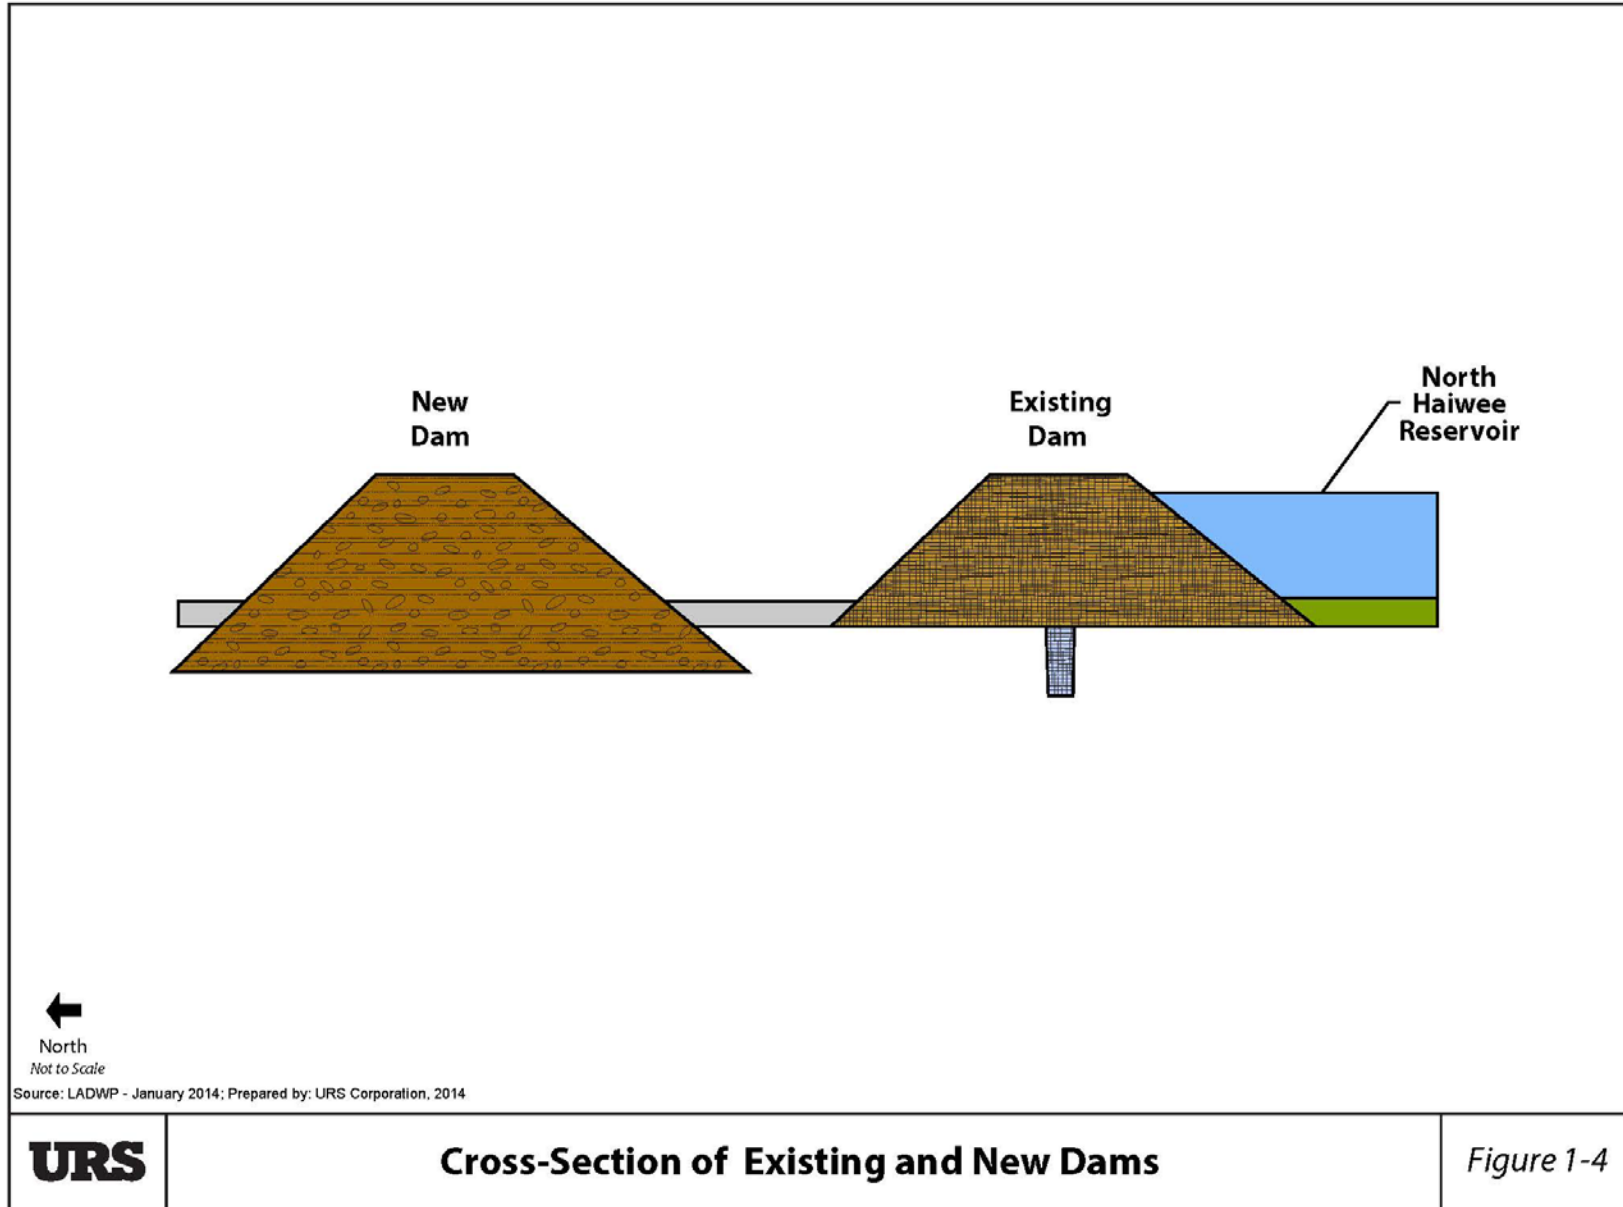 New
Dam
Existing
Dam
North
Haiwee
Reservoir
North
Not to Scale
Source: LADWP - January 2014; Prepared by: URS Corporation, 2014
URS
Cross-Section of Existing and New Dams
Figure 1-4